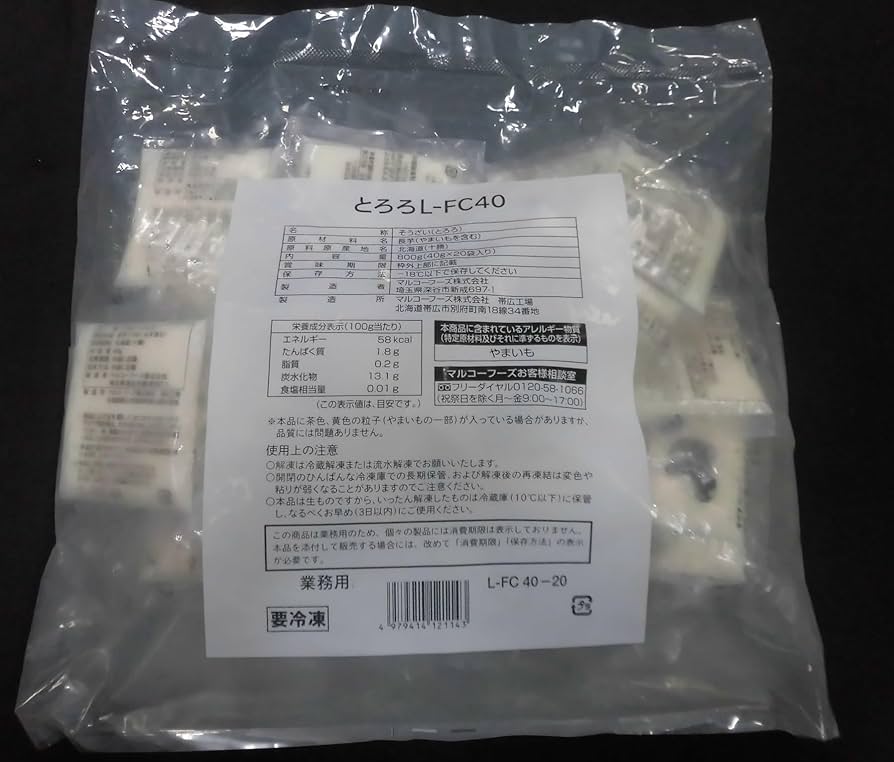 とろろL-FC40
名称 そうざい(とろろ)
原材料名 長芋(やまいもを含む)
原料原産地名 北海道(十勝)
内容量 800g(40g×20袋入り)
賞味期限 枠外上部に記載
保存方法 -18℃以下で保存してください
製造者 マルコーフーズ株式会社
埼玉県深谷市新戒697-1
製造所 マルコーフーズ株式会社 帯広工場
北海道帯広市別府町南18線34番地
栄養成分表示(100g当たり)
エネルギー 58kcal
たんぱく質 1.8g
脂質 0.2g
炭水化物 13.1g
食塩相当量 0.01g
(この表示値は、目安です。)
本商品に含まれているアレルギー物質
(特定原材料及びそれに準ずるものを表示)
やまいも
マルコーフーズお客様相談室
フリーダイヤル0120-58-1066
(祝祭日を除く月～金9:00～17:00)
※本品に茶色、黄色の粒子(やまいもの一部)が入っている場合がありますが、
品質には問題ありません。
使用上の注意
○解凍は冷蔵解凍または流水解凍でお願いいたします。
○開閉のひんぱんな冷凍庫での長期保管、および解凍後の再凍結は変色や
粘りが弱くなることがありますのでご注意ください。
○本品は生ものですから、いったん解凍したものは冷蔵庫(10℃以下)に保管
し、なるべくお早め(3日以内)にご使用ください。
この商品は業務用のため、個々の製品には消費期限は表示しておりません。
本品を添付して販売する場合には、改めて「消費期限」「保存方法」の表示
が必要です。
業務用
L-FC 40-20
要冷凍
4 979414 121143